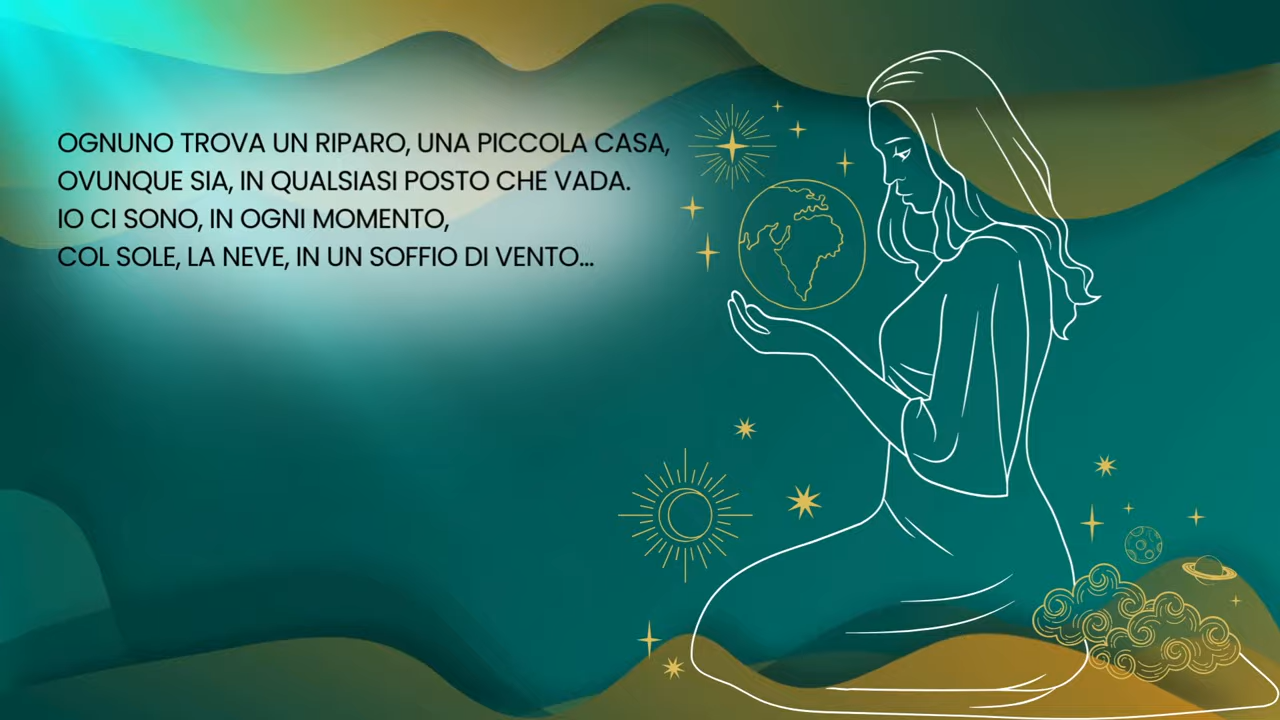 OGNUNO TROVA UN RIPARO, UNA PICCOLA CASA,
OVUNQUE SIA, IN QUALSIASI POSTO CHE VADA.
IO CI SONO, IN OGNI MOMENTO,
COL SOLE, LA NEVE, IN UN SOFFIO DI VENTO...